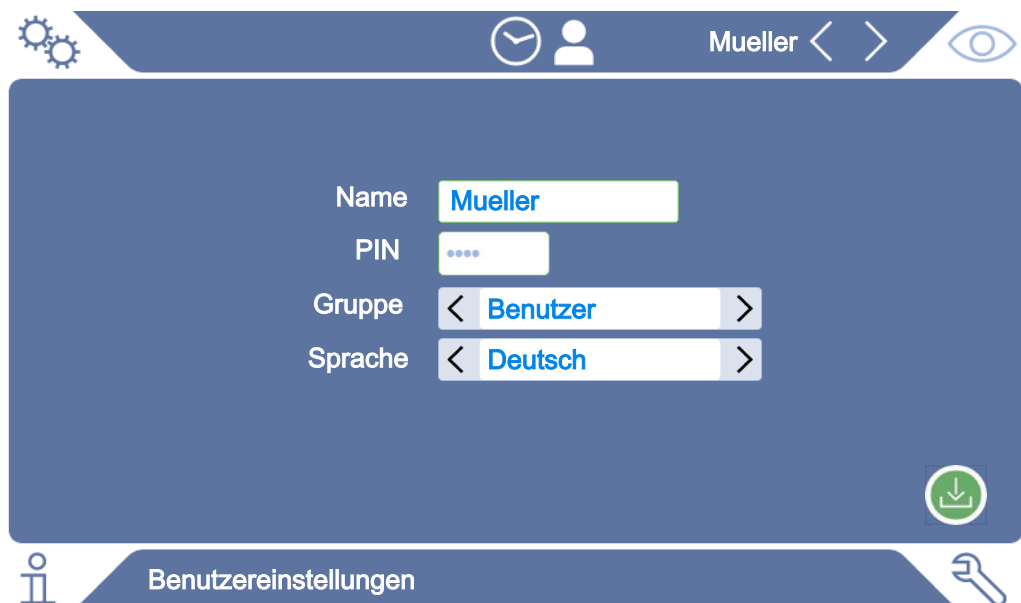 Mueller
Name Mueller
PIN ••••
Gruppe Benutzer
Sprache Deutsch
Benutzereinstellungen